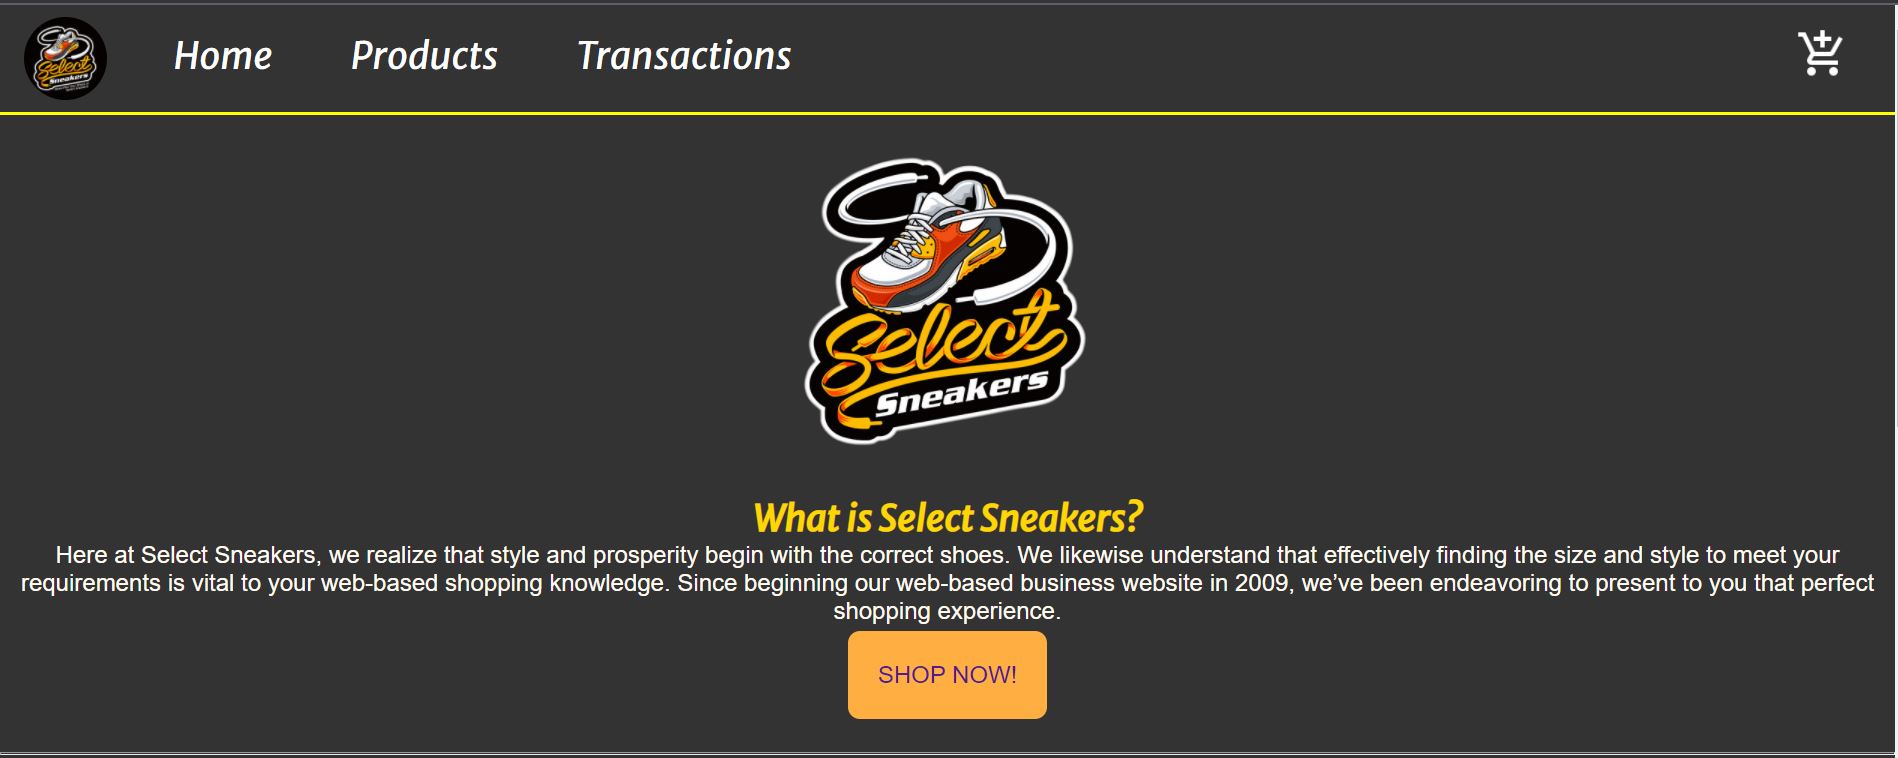 Select
Sneakers
Home
Products
Transactions
Select
Sneakers
What is Select Sneakers?
Here at Select Sneakers, we realize that style and prosperity begin with the correct shoes. We likewise understand that effectively finding the size and style to meet your
requirements is vital to your web-based shopping knowledge. Since beginning our web-based business website in 2009, we’ve been endeavoring to present to you that perfect
shopping experience.
SHOP NOW!